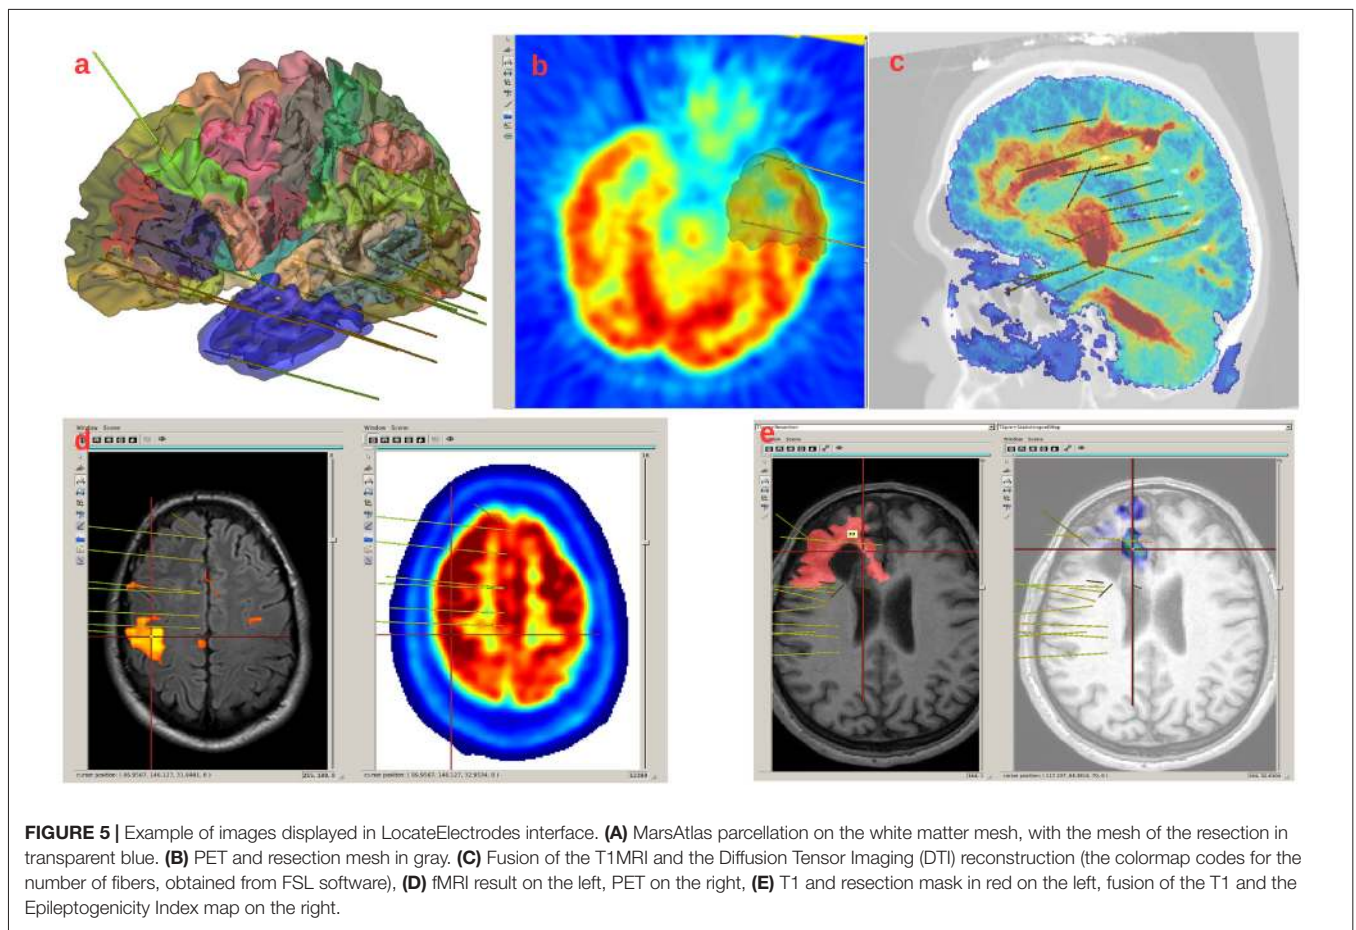 a
b
c
d
Window Scene
Window Scene
e
FIGURE 5 | Example of images displayed in LocateElectrodes interface. (A) MarsAtlas parcellation on the white matter mesh, with the mesh of the resection in
transparent blue. (B) PET and resection mesh in gray. (C) Fusion of the T1MRI and the Diffusion Tensor Imaging (DTI) reconstruction (the colormap codes for the
number of fibers, obtained from FSL software), (D) fMRI result on the left, PET on the right, (E) T1 and resection mask in red on the left, fusion of the T1 and the
Epileptogenicity Index map on the right.